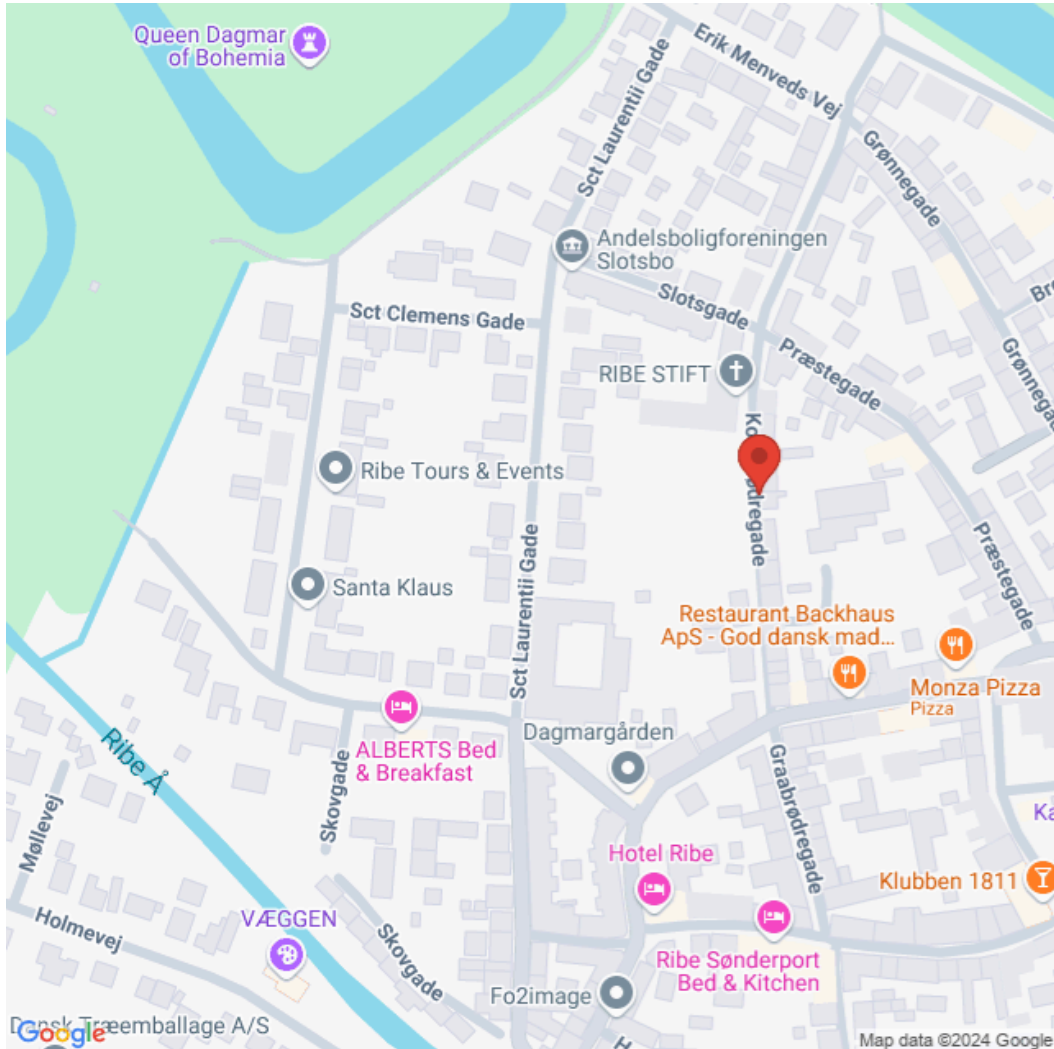 Queen Dagmar
of Bohemia
Erik Menveds Vej
Sct Laurentii Gade
Grønnegade
Andelsboligforeningen
Slotsbo
Slotsgade
Sct Clemens Gade
Præstegade
Grønnegade
RIBE STIFT
Ribe Tours & Events
Præstegade
Santa Klaus
Sct Laurentii Gade
Restaurant Backhaus
ApS - God dansk mad...
Monza Pizza
Pizza
ALBERTS Bed
& Breakfast
Dagmargården
Ribe Å
Skovgade
Møllevej
Graabrødregade
Hotel Ribe
Klubben 1811
VÆGGEN
Holmevej
Skovgade
Ribe Sønderport
Bed & Kitchen
Fo2image
Dansk Træemballage A/S
Google
Map data ©2024 Google